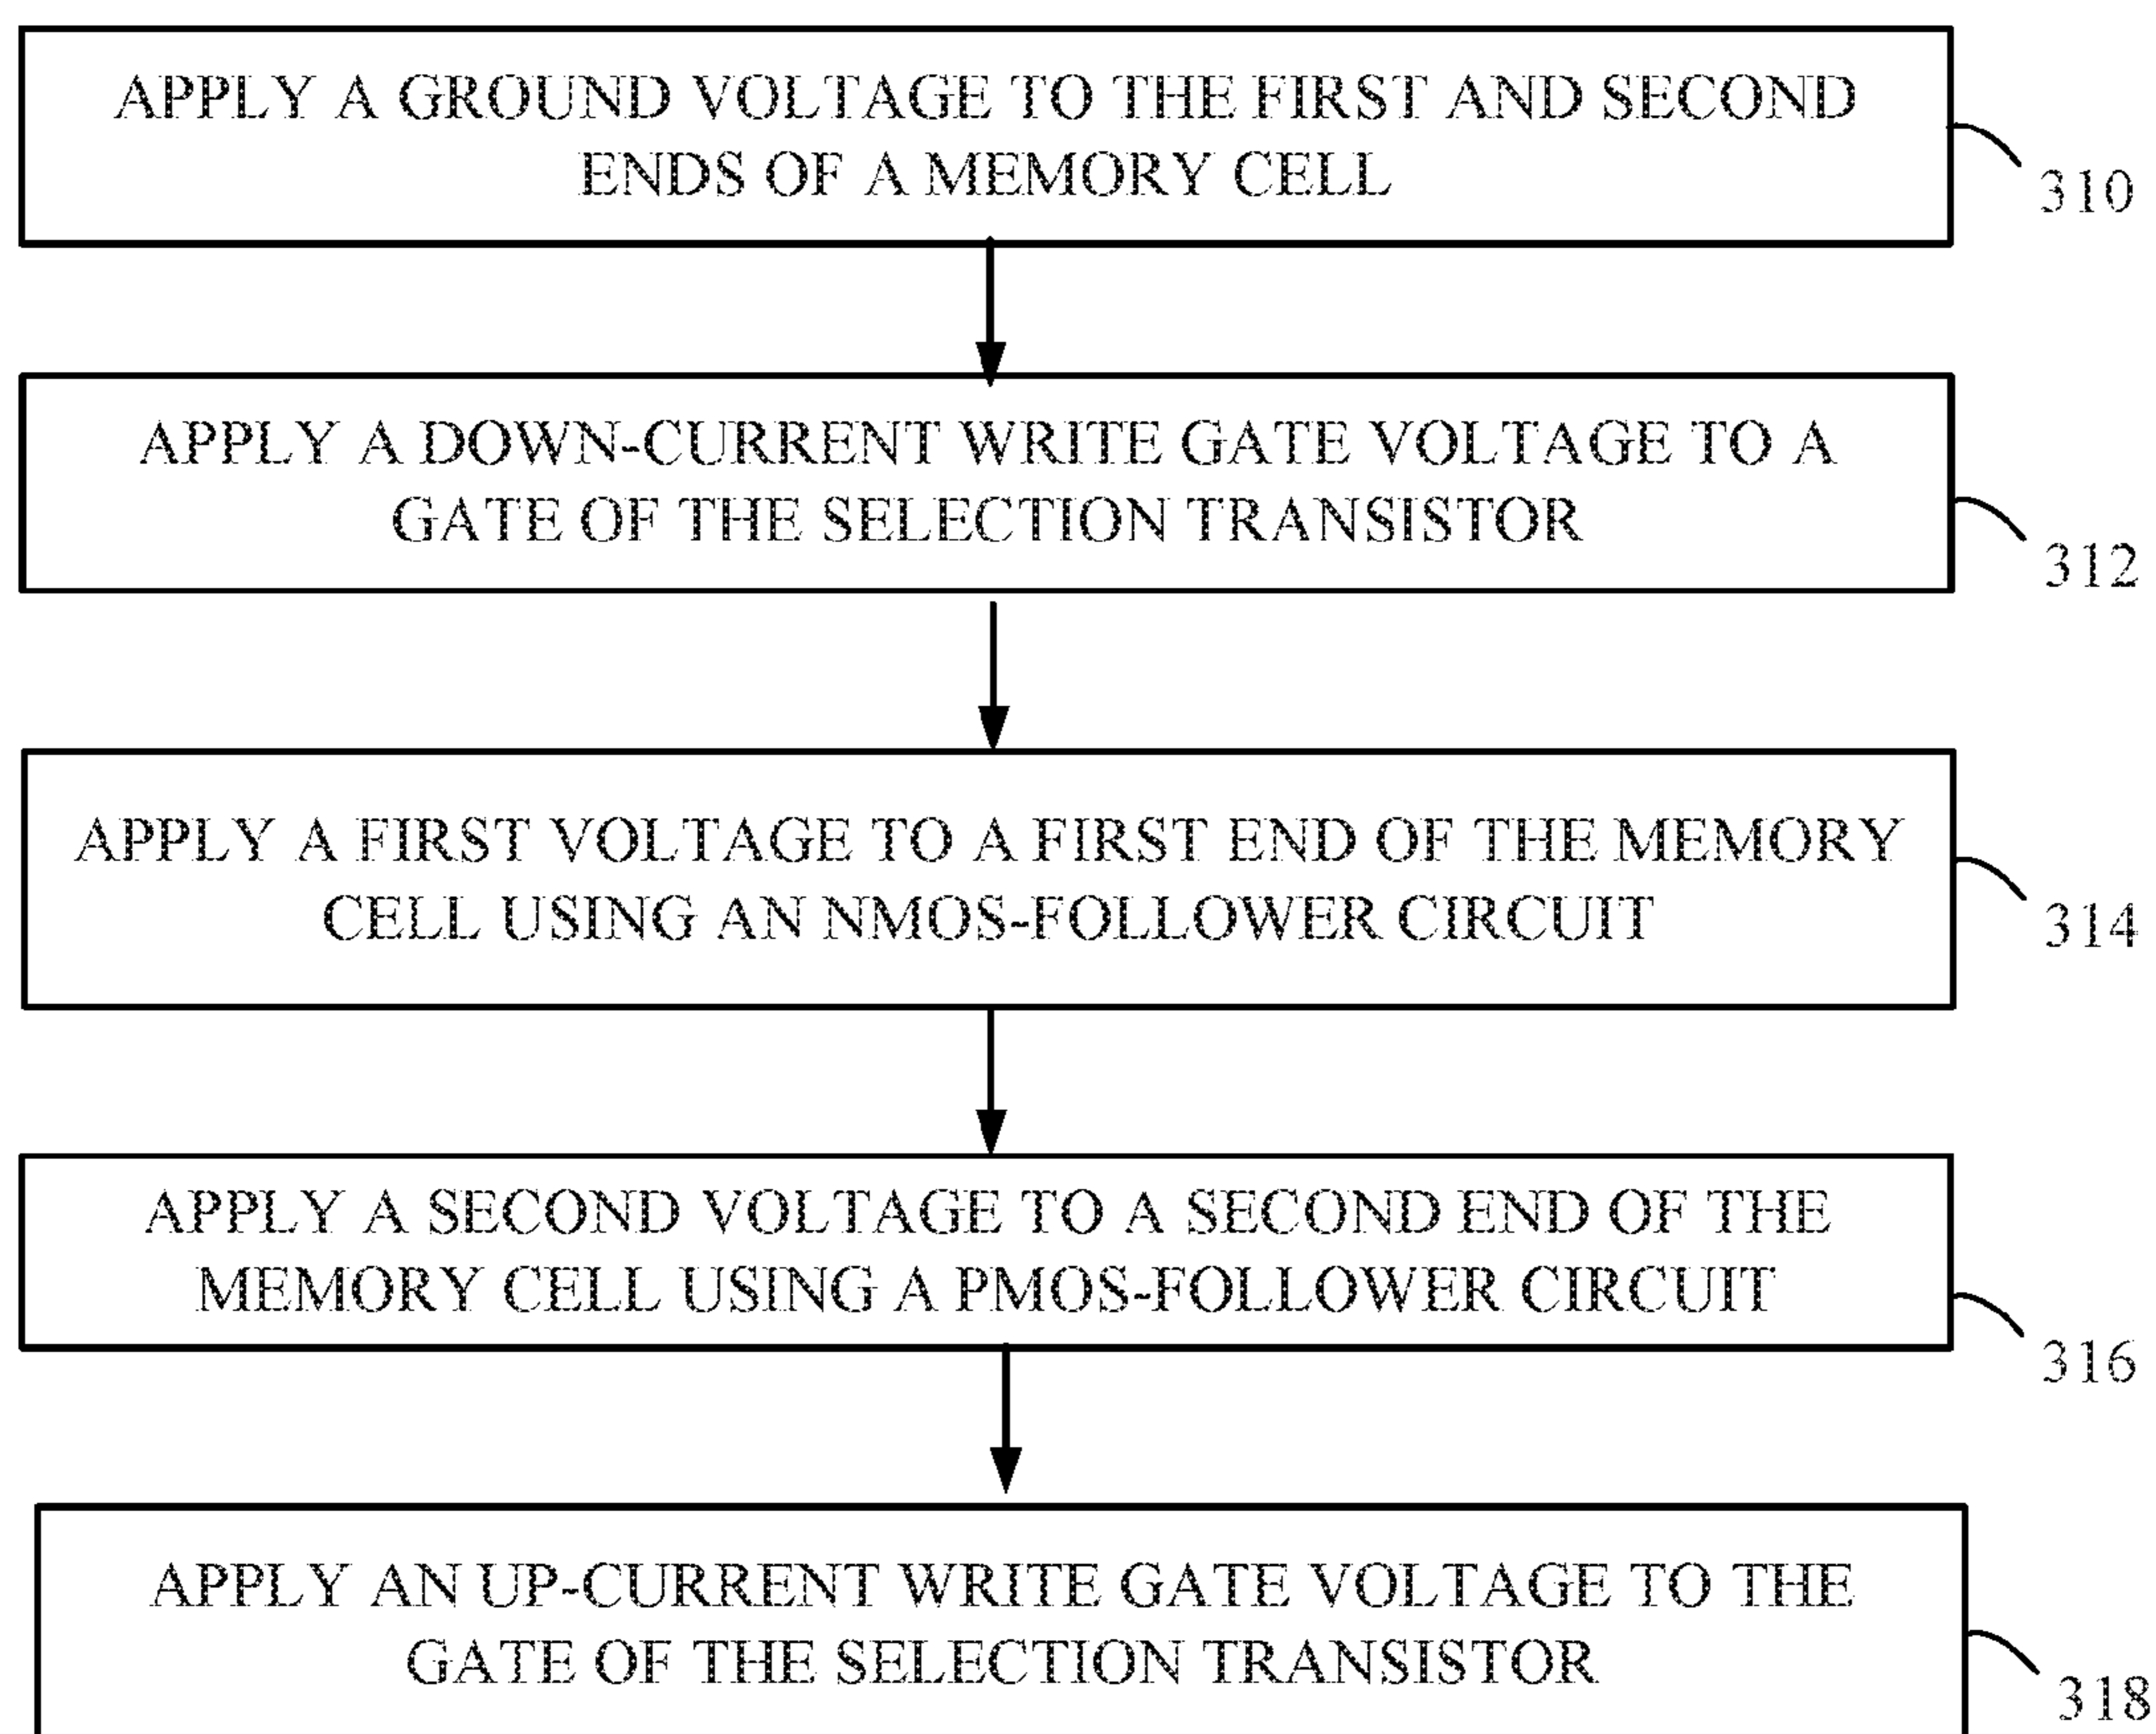 APPLY A GROUND VOLTAGE TO THE FIRST AND SECOND
ENDS OF A MEMORY CELL
310
APPLY A DOWN-CURRENT WRITE GATE VOLTAGE TO A
GATE OF THE SELECTION TRANSISTOR
312
APPLY A FIRST VOLTAGE TO A FIRST END OF THE MEMORY
CELL USING AN NMOS-FOLLOWER CIRCUIT
314
APPLY A SECOND VOLTAGE TO A SECOND END OF THE
MEMORY CELL USING A PMOS-FOLLOWER CIRCUIT
316
APPLY AN UP-CURRENT WRITE GATE VOLTAGE TO THE
GATE OF THE SELECTION TRANSISTOR
318